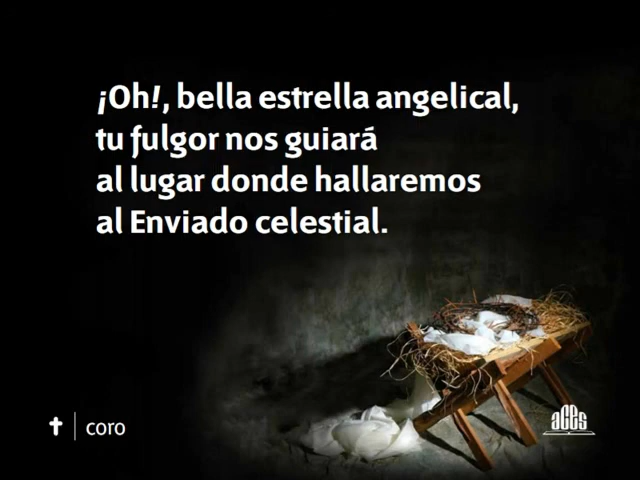 ¡Oh!, bella estrella angelical,
tu fulgor nos guiará
al lugar donde hallaremos
al Enviado celestial.
coro
aces